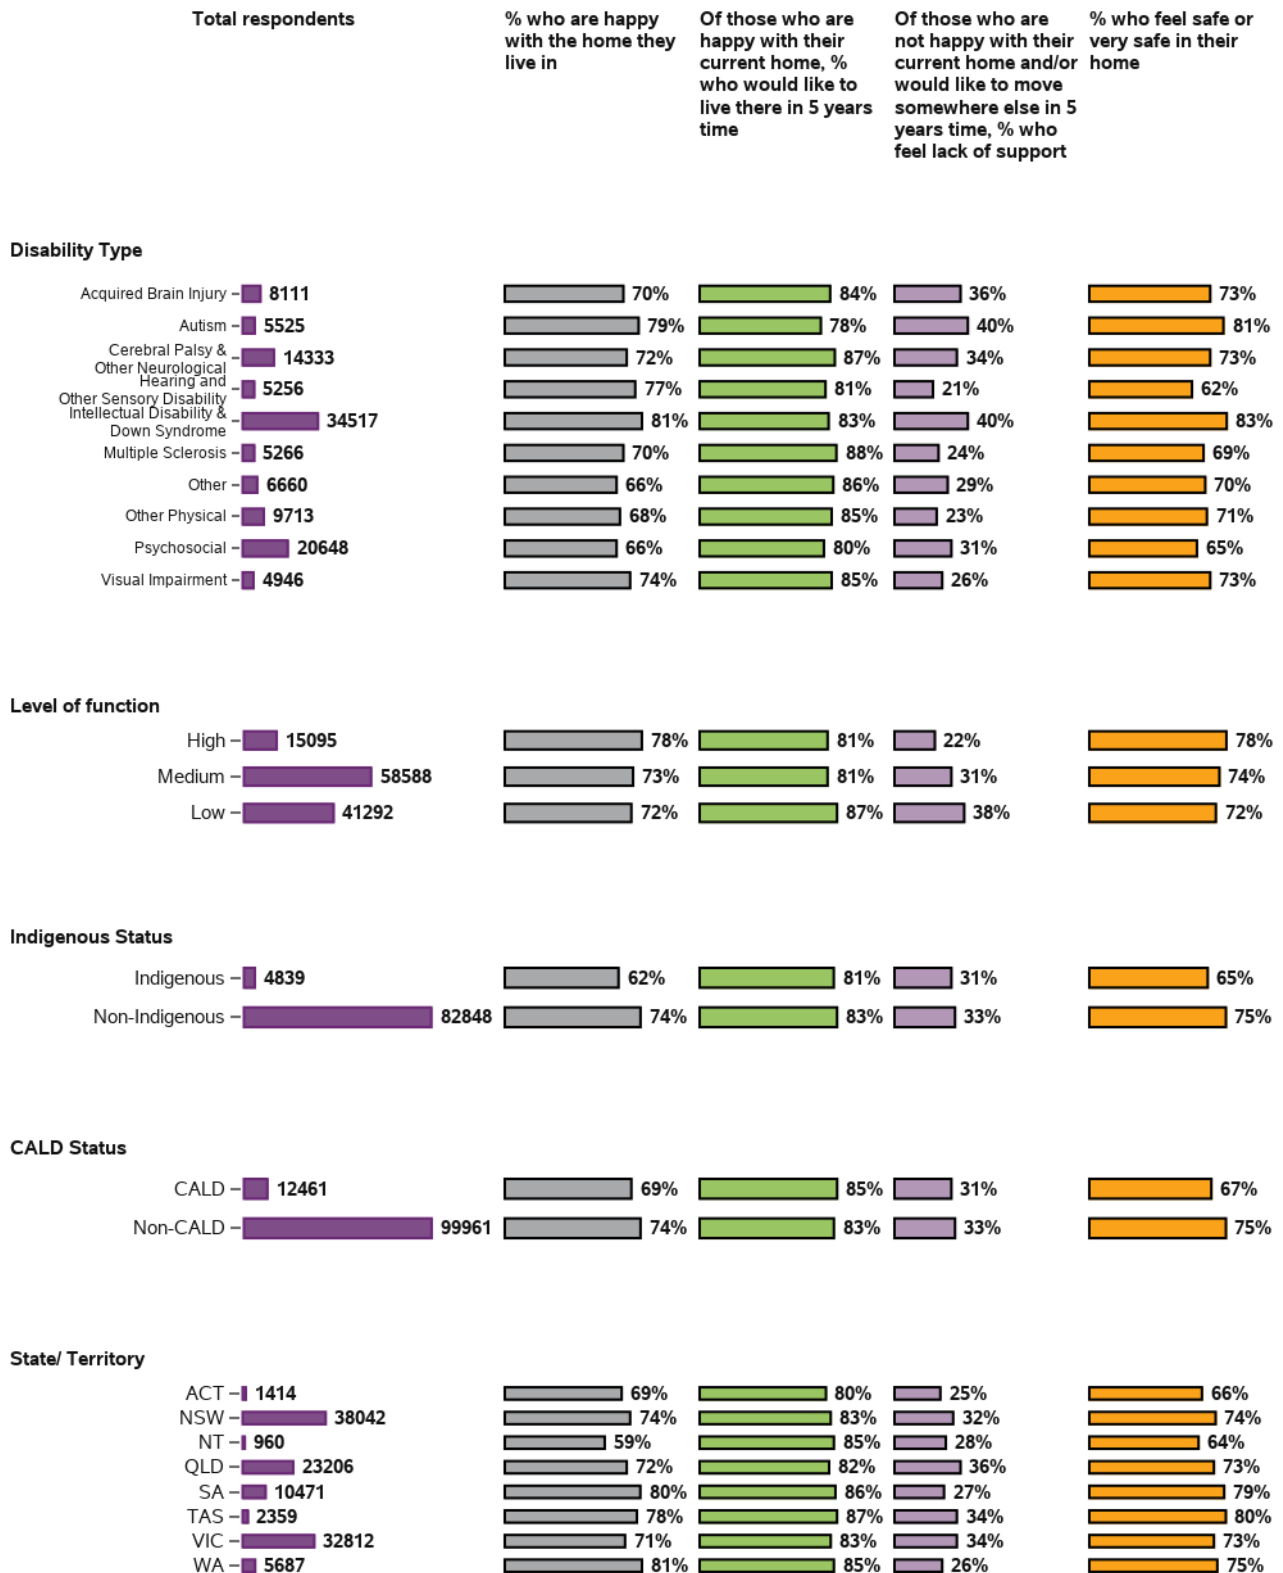 Total respondents
% who are happy
with the home they
live in
Of those who are
happy with their
current home, %
who would like to
live there in 5 years
time
Of those who are
not happy with their
current home and/or
would like to move
somewhere else in 5
years time, % who
feel lack of support
% who feel safe or
very safe in their
home
Disability Type
Acquired Brain Injury 8111 70% 84% 36% 73%
Autism 5525 79% 78% 40% 81%
Cerebral Palsy &
Other Neurological 14333 72% 87% 34% 73%
Hearing and
Other Sensory Disability 5256 77% 81% 21% 62%
Intellectual Disability &
Down Syndrome 34517 81% 83% 40% 83%
Multiple Sclerosis 5266 70% 88% 24% 69%
Other 6660 66% 86% 29% 70%
Other Physical 9713 68% 85% 23% 71%
Psychosocial 20648 66% 80% 31% 65%
Visual Impairment 4946 74% 85% 26% 73%
Level of function
High 15095 78% 81% 22% 78%
Medium 58588 73% 81% 31% 74%
Low 41292 72% 87% 38% 72%
Indigenous Status
Indigenous 4839 62% 81% 31% 65%
Non-Indigenous 82848 74% 83% 33% 75%
CALD Status
CALD 12461 69% 85% 31% 67%
Non-CALD 99961 74% 83% 33% 75%
State/ Territory
ACT 1414 69% 80% 25% 66%
NSW 38042 74% 83% 32% 74%
NT 960 59% 85% 28% 64%
QLD 23206 72% 82% 36% 73%
SA 10471 80% 86% 27% 79%
TAS 2359 78% 87% 34% 80%
VIC 32812 71% 83% 34% 73%
WA 5687 81% 85% 26% 75%